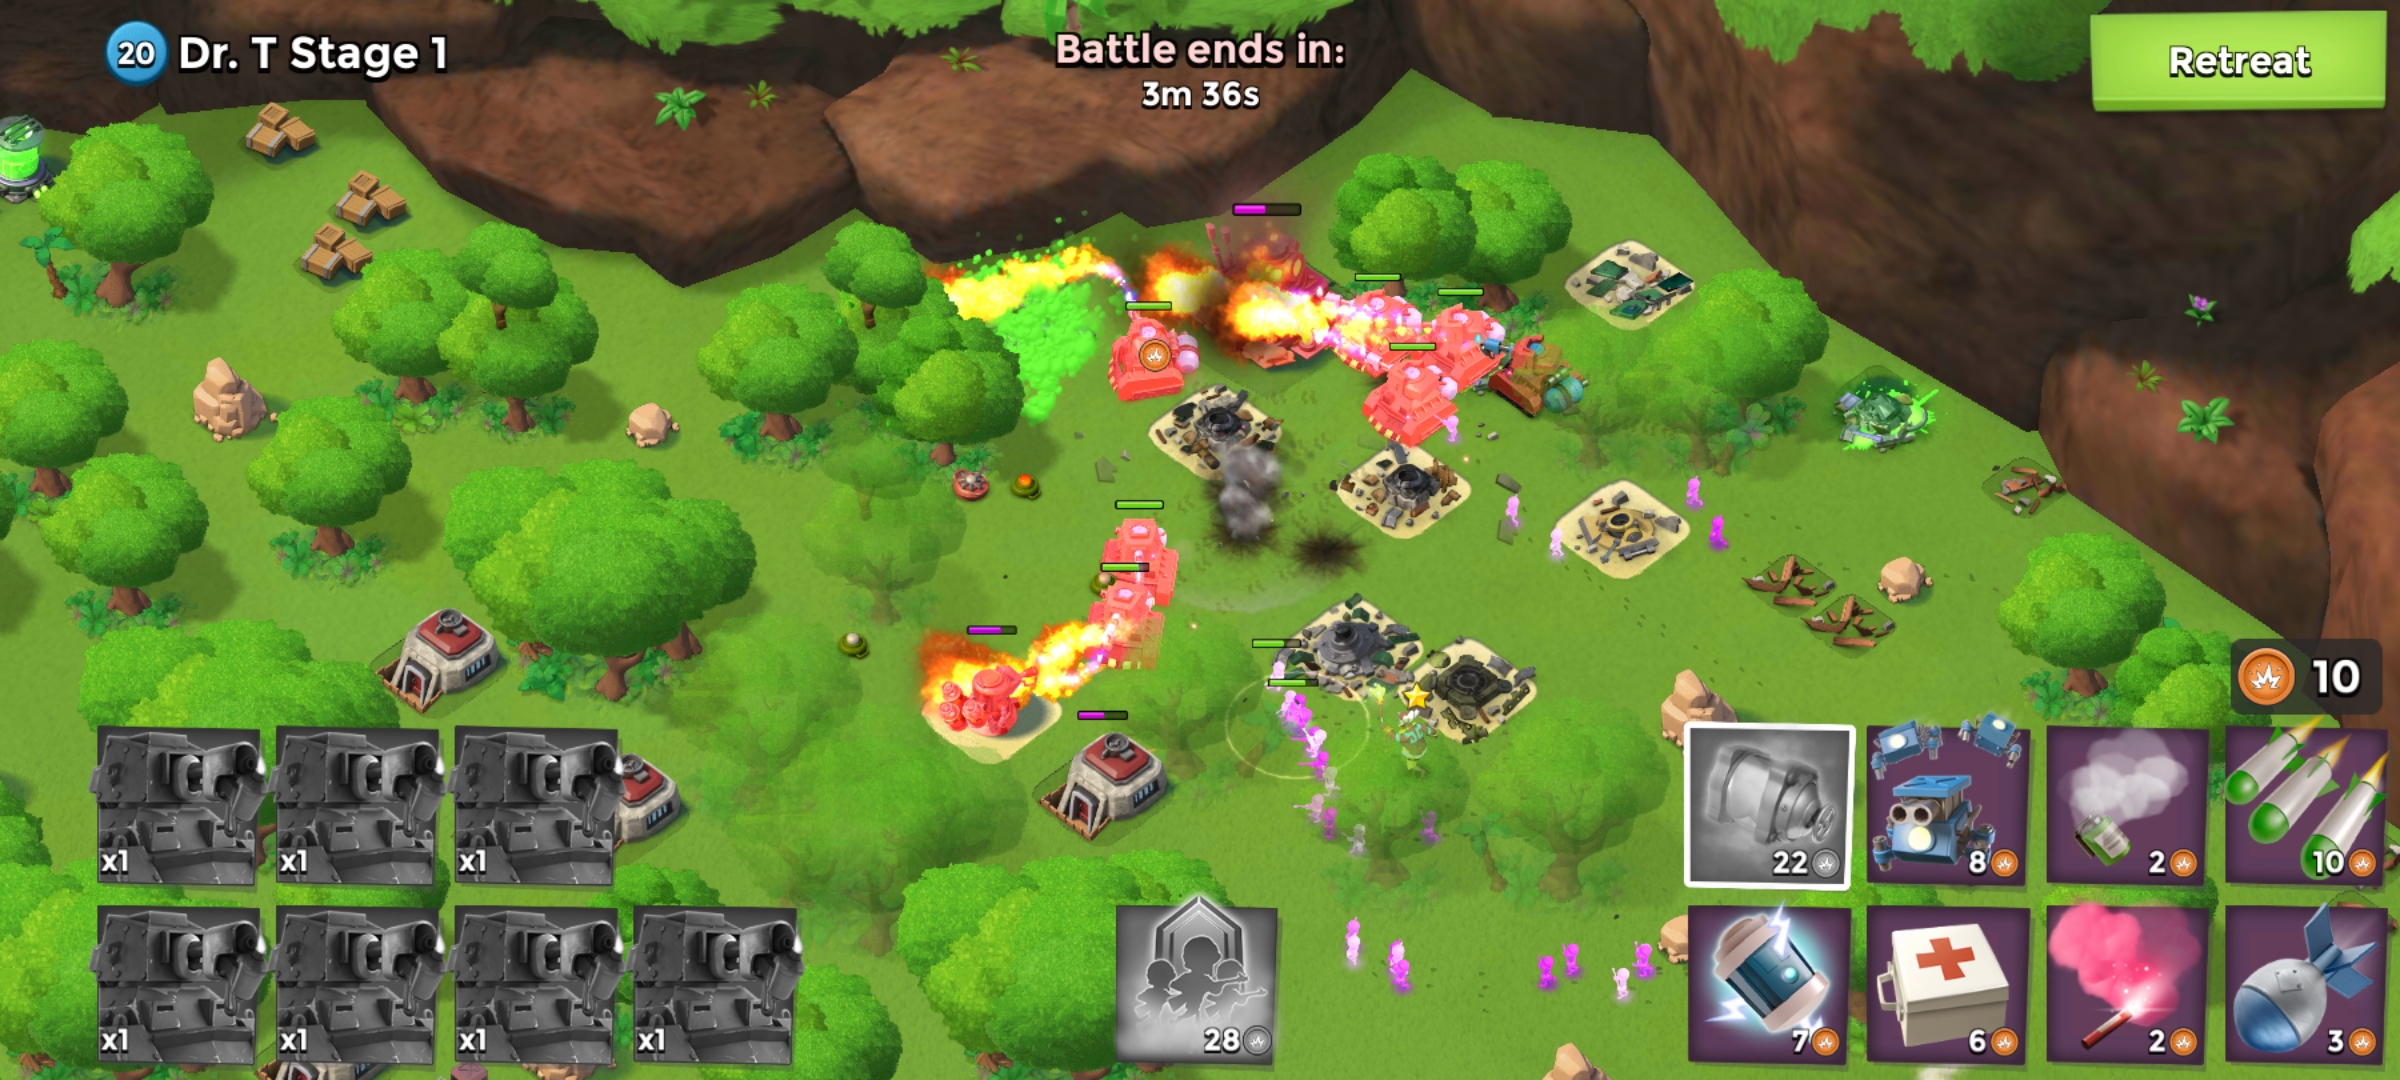 20 Dr. T Stage 1
Battle ends in:
3m 36s
Retreat
10
x1 x1 x1
22 8 2 10
x1 x1 x1 x1
28
7 6 2 3